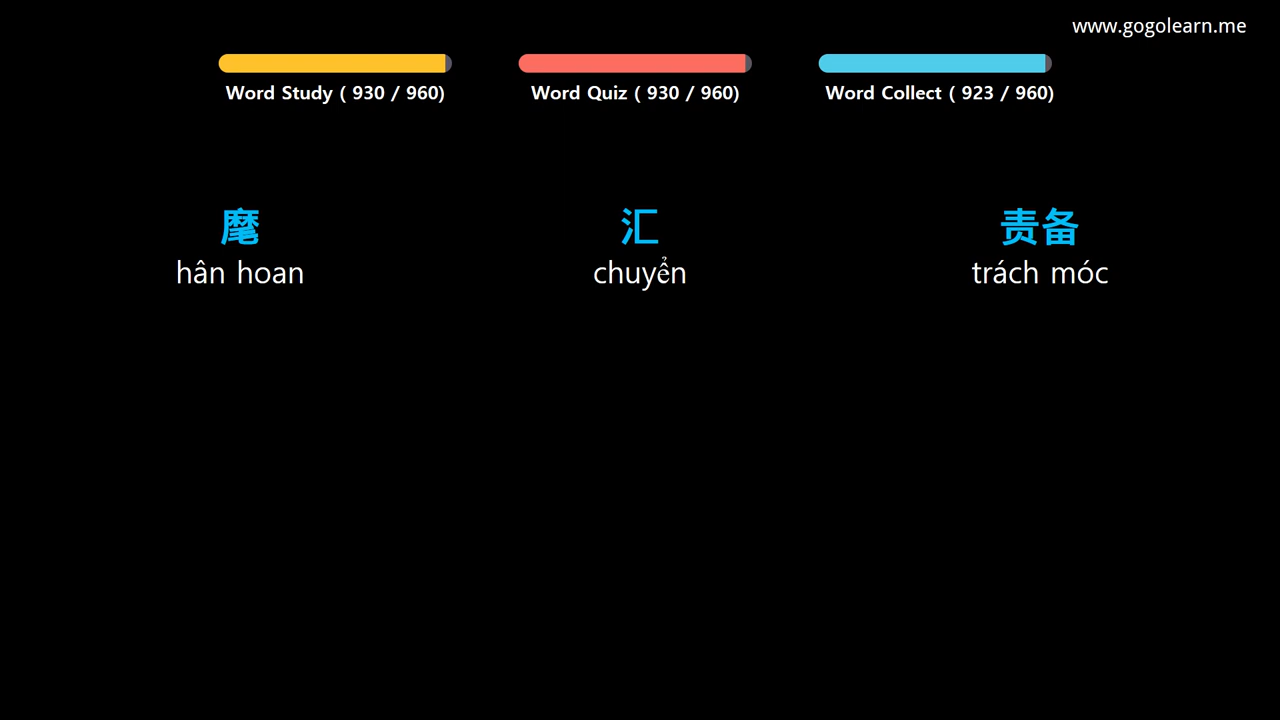 www.gogolearn.me
Word Study ( 930 / 960)
Word Quiz ( 930 / 960)
Word Collect ( 923 / 960)
汇
责备
hân hoan
chuyển
trách móc